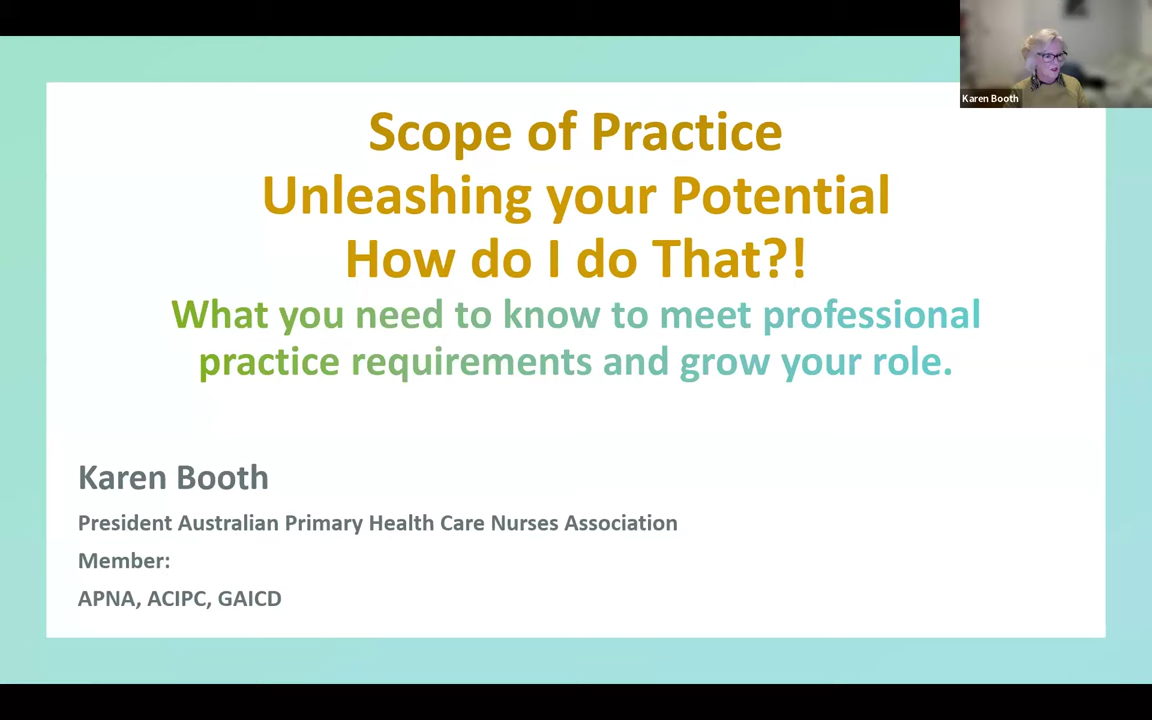 Karen Booth
Scope of Practice
Unleashing your Potential
How do I do That?!
What you need to know to meet professional
practice requirements and grow your role.
Karen Booth
President Australian Primary Health Care Nurses Association
Member:
APNA, ACIPC, GAICD